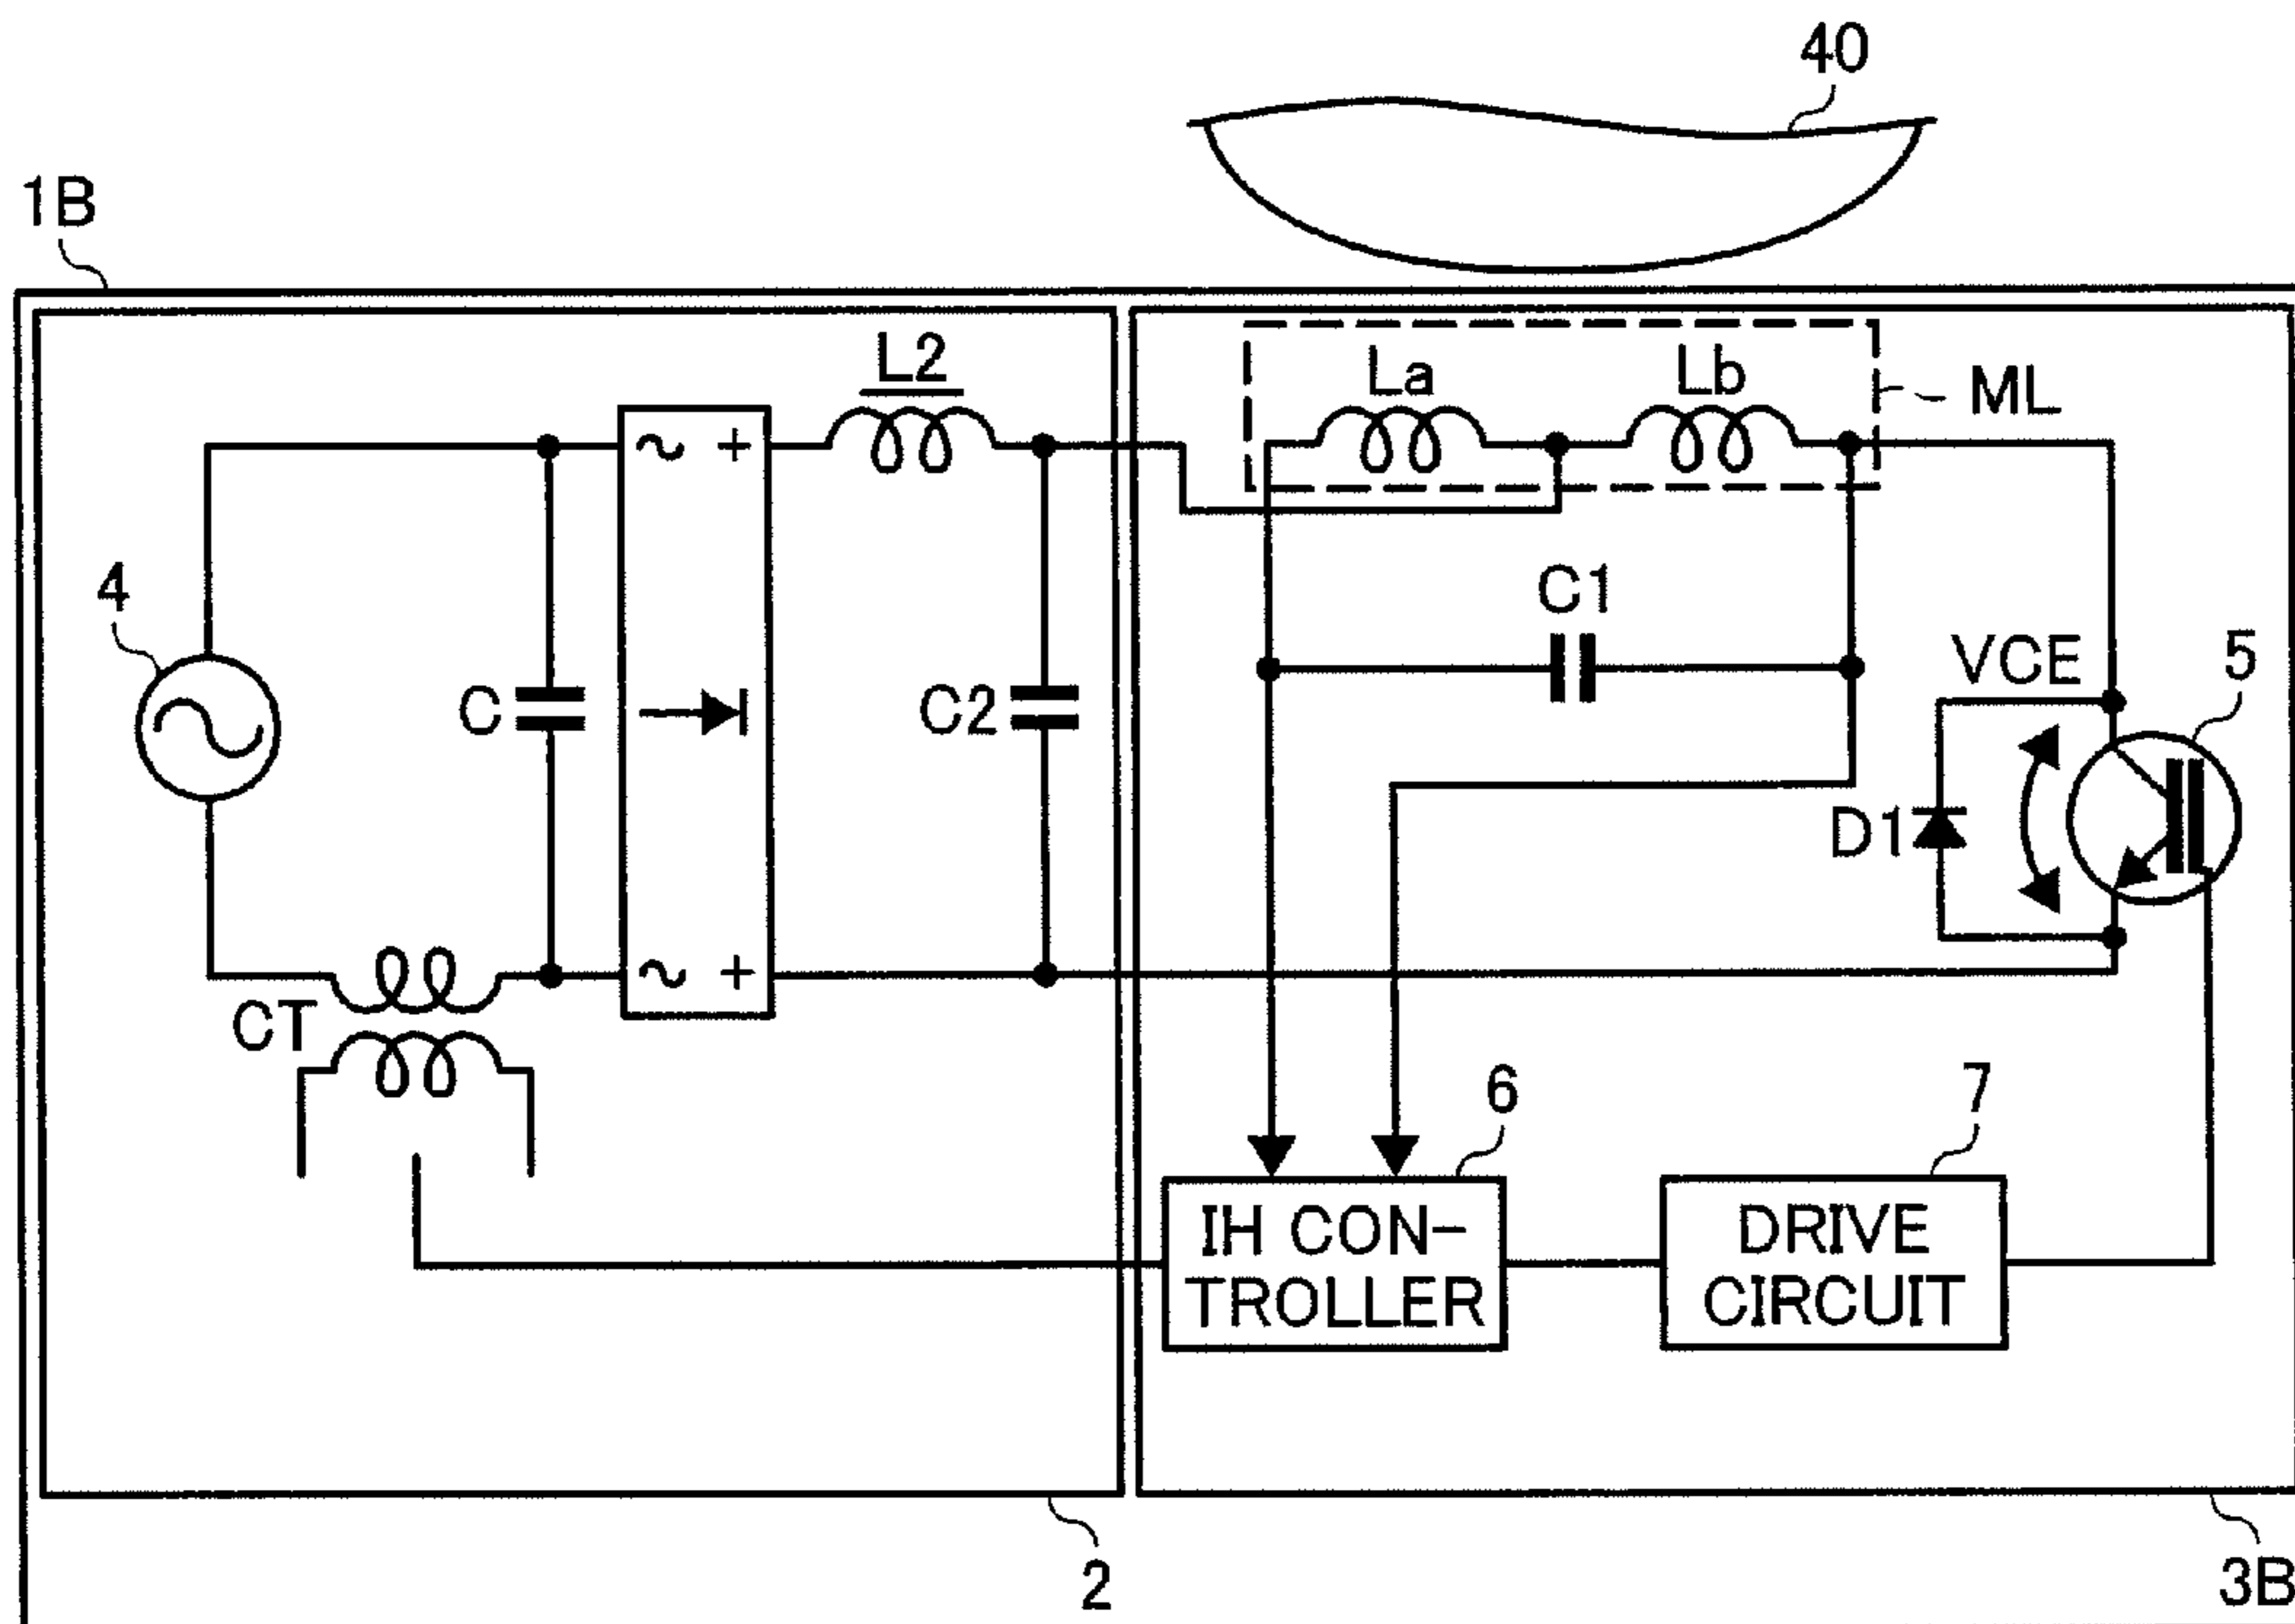 40
1B
L2
La
Lb
ML
~ +
4
C1
VCE
5
C
C2
D1
~ +
CT
6
7
IH CON-
TROLLER
DRIVE
CIRCUIT
2
3B